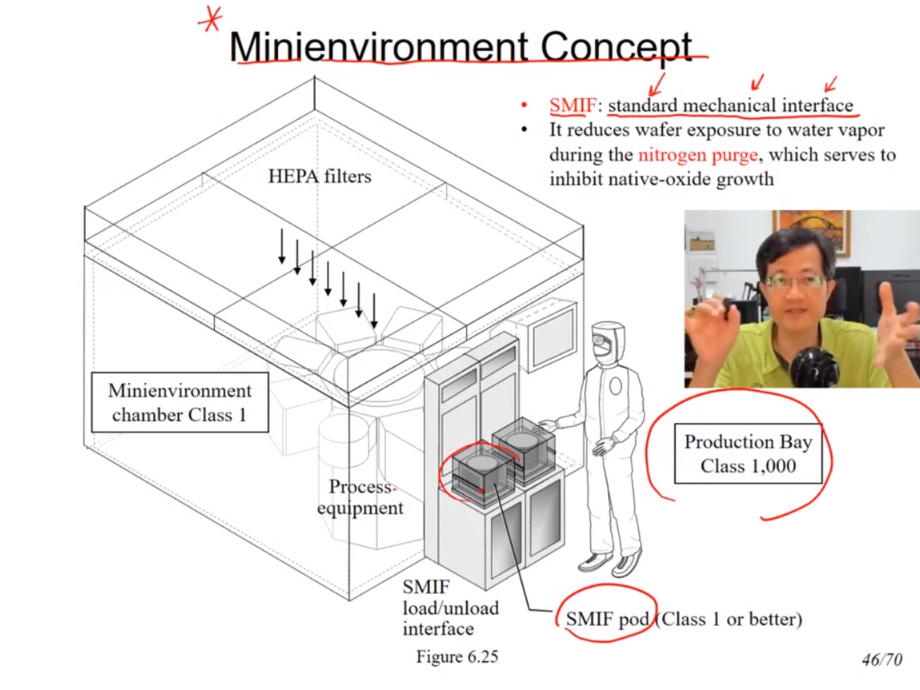 Minienvironment Concept
• SMIF: standard mechanical interface
• It reduces wafer exposure to water vapor
during the nitrogen purge, which serves to
inhibit native-oxide growth
HEPA filters
Minienvironment
chamber Class 1
Production Bay
Class 1,000
Process
equipment
SMIF
load/unload
interface
SMIF pod (Class 1 or better)
Figure 6.25
46/70